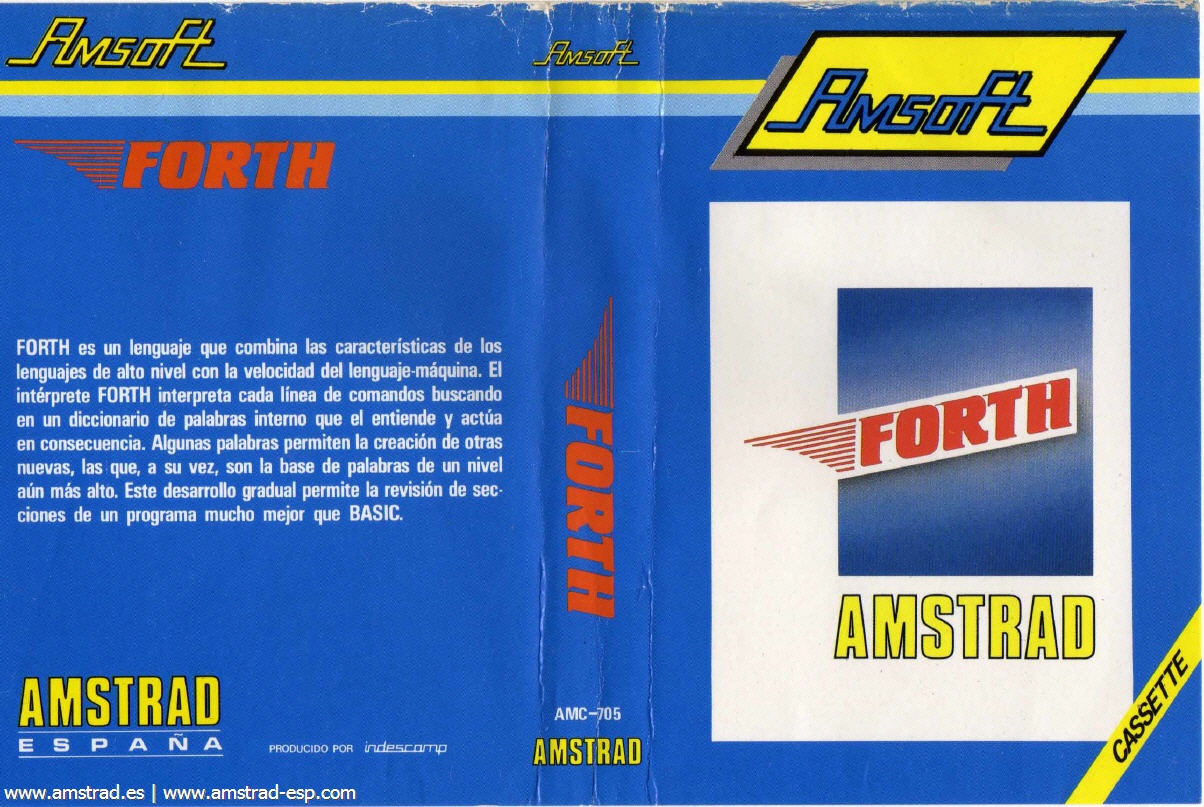 Amsoft
FORTH
FORTH es un lenguaje que combina las características de los
lenguajes de alto nivel con la velocidad del lenguaje-máquina. El
intérprete FORTH interpreta cada línea de comandos buscando
en un diccionario de palabras interno que el entiende y actúa
en consecuencia. Algunas palabras permiten la creación de otras
nuevas, las que, a su vez, son la base de palabras de un nivel
aún más alto. Este desarrollo gradual permite la revisión de sec-
ciones de un programa mucho mejor que BASIC.
AMSTRAD
ESPAÑA
PRODUCIDO POR indescomp
www.amstrad.es | www.amstrad-esp.com
Amsoft
FORTH
AMC-705
AMSTRAD
Amsoft
FORTH
AMSTRAD
CASSETTE